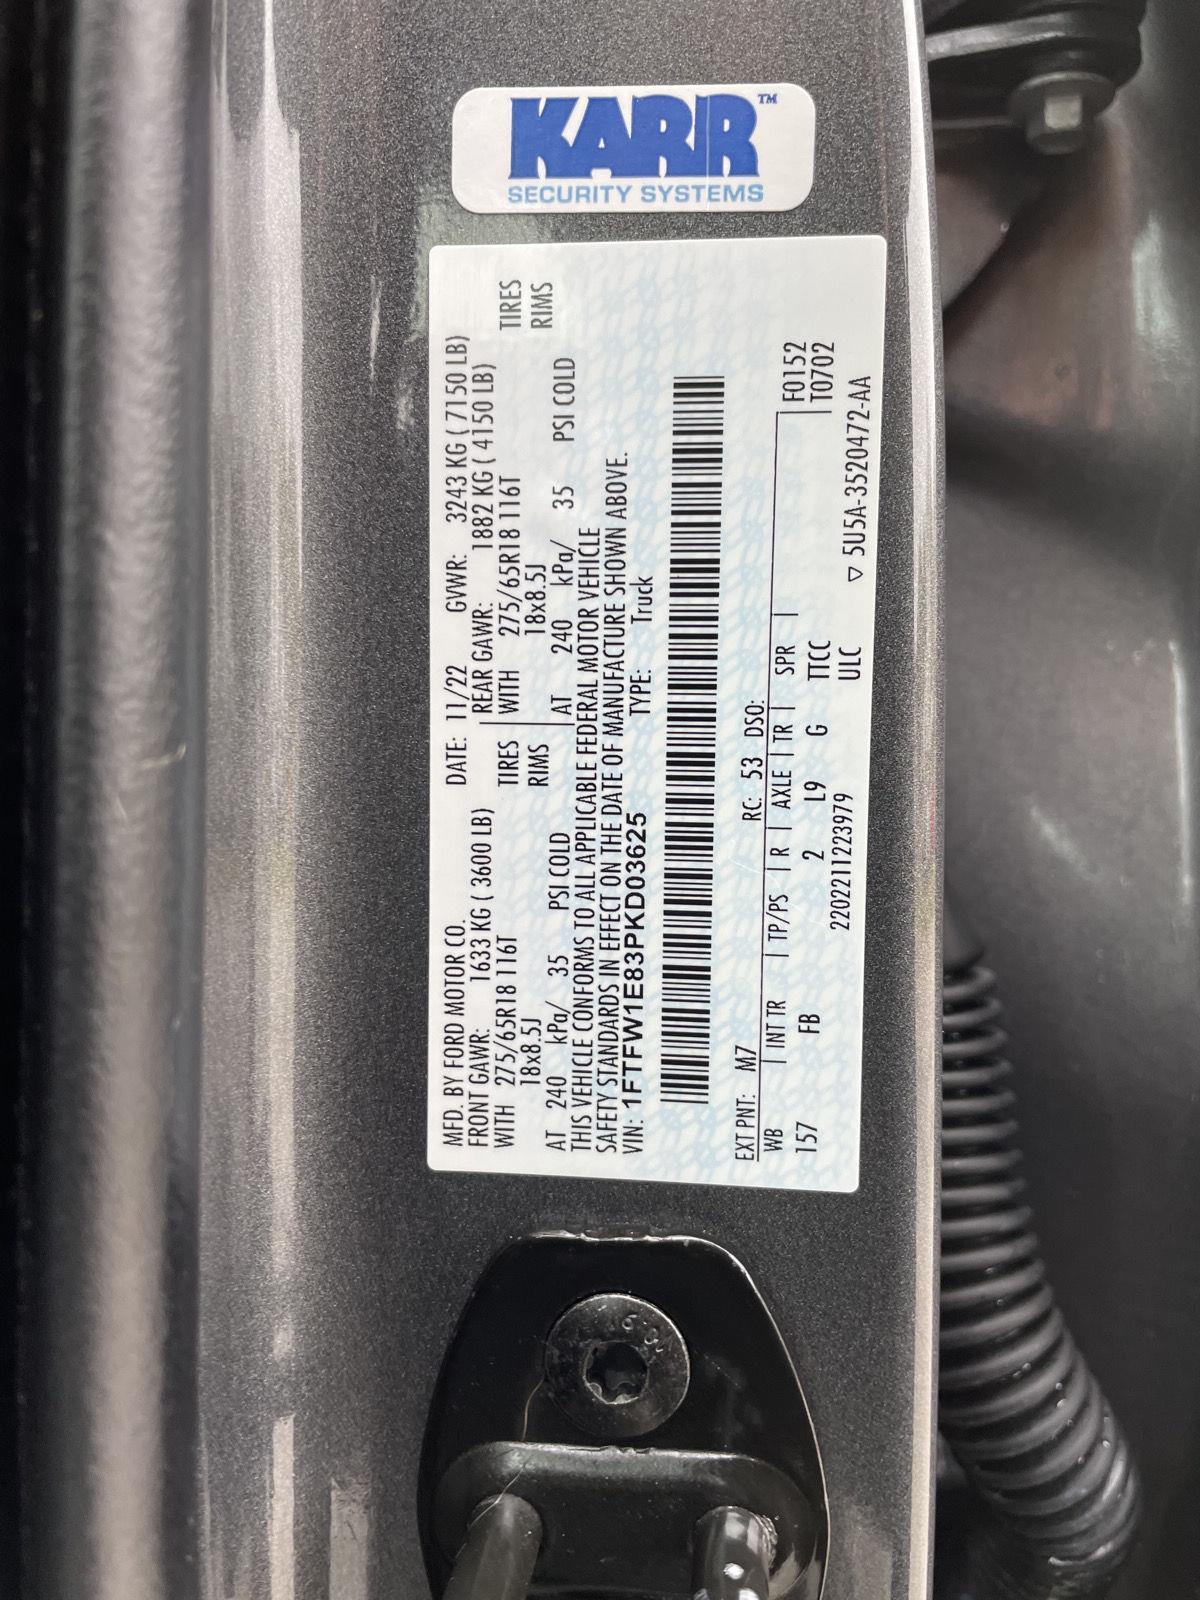 KARR™
SECURITY SYSTEMS
MFD. BY FORD MOTOR CO. DATE: 11/22 GVWR: 3243 KG ( 7150 LB)
FRONT GAWR: 1633 KG ( 3600 LB) REAR GAWR: 1882 KG ( 4150 LB)
WITH 275/65R18 116T TIRES WITH 275/65R18 116T TIRES
18x8.5J RIMS 18x8.5J RIMS
AT 240 kPa/ 35 PSI COLD AT 240 kPa/ 35 PSI COLD
THIS VEHICLE CONFORMS TO ALL APPLICABLE FEDERAL MOTOR VEHICLE
SAFETY STANDARDS IN EFFECT ON THE DATE OF MANUFACTURE SHOWN ABOVE.
VIN: 1FTFW1E83PKD03625 TYPE: Truck
EXT PNT: M7 RC: 53 DSO:
WB INT TR TP/PS R AXLE TR SPR F0152
157 FB 2 L9 G TTCC T0702
2202211223979 ULC
▽ 5U5A-3520472-AA